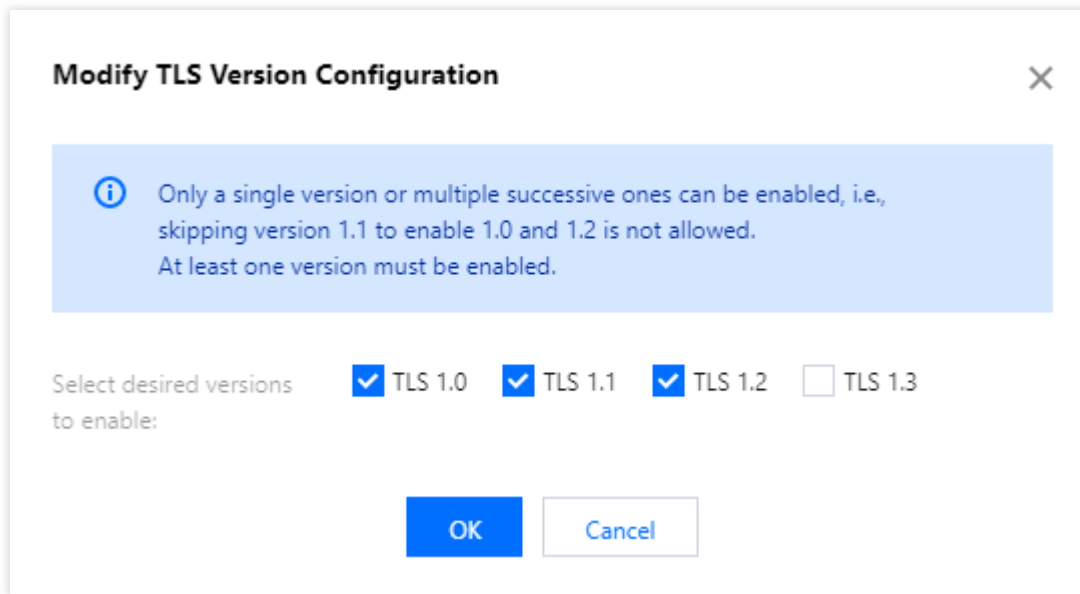 Modify TLS Version Configuration
Only a single version or multiple successive ones can be enabled, i.e.,
skipping version 1.1 to enable 1.0 and 1.2 is not allowed.
At least one version must be enabled.
Select desired versions
to enable:
TLS 1.0 TLS 1.1 TLS 1.2 TLS 1.3
OK Cancel